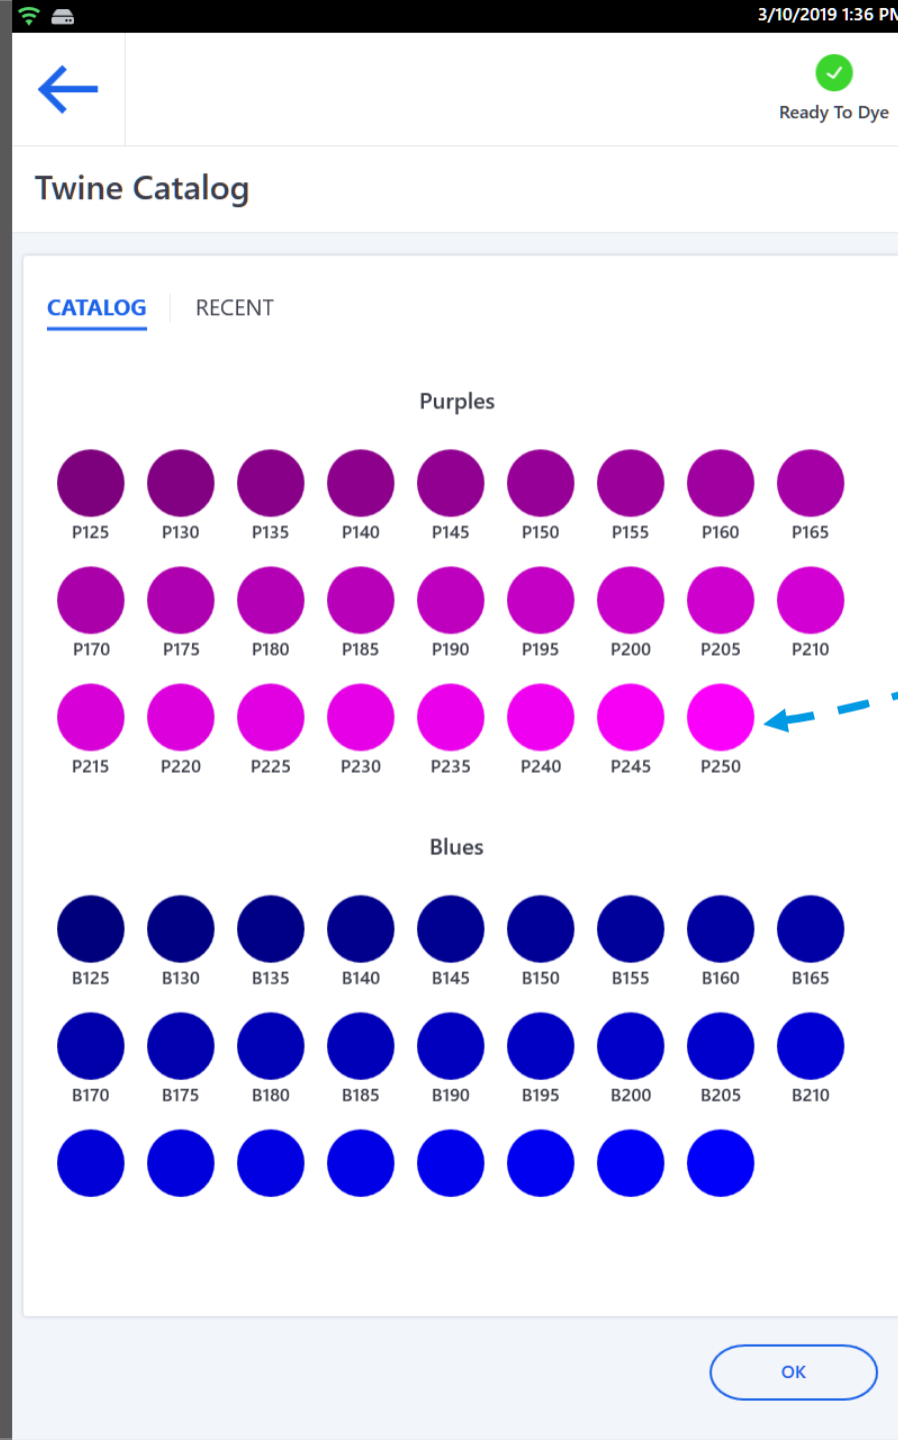 3/10/2019 1:36 PM
Ready To Dye
Twine Catalog
CATALOG RECENT
Purples
P125 P130 P135 P140 P145 P150 P155 P160 P165
P170 P175 P180 P185 P190 P195 P200 P205 P210
P215 P220 P225 P230 P235 P240 P245 P250
Blues
B125 B130 B135 B140 B145 B150 B155 B160 B165
B170 B175 B180 B185 B190 B195 B200 B205 B210
OK